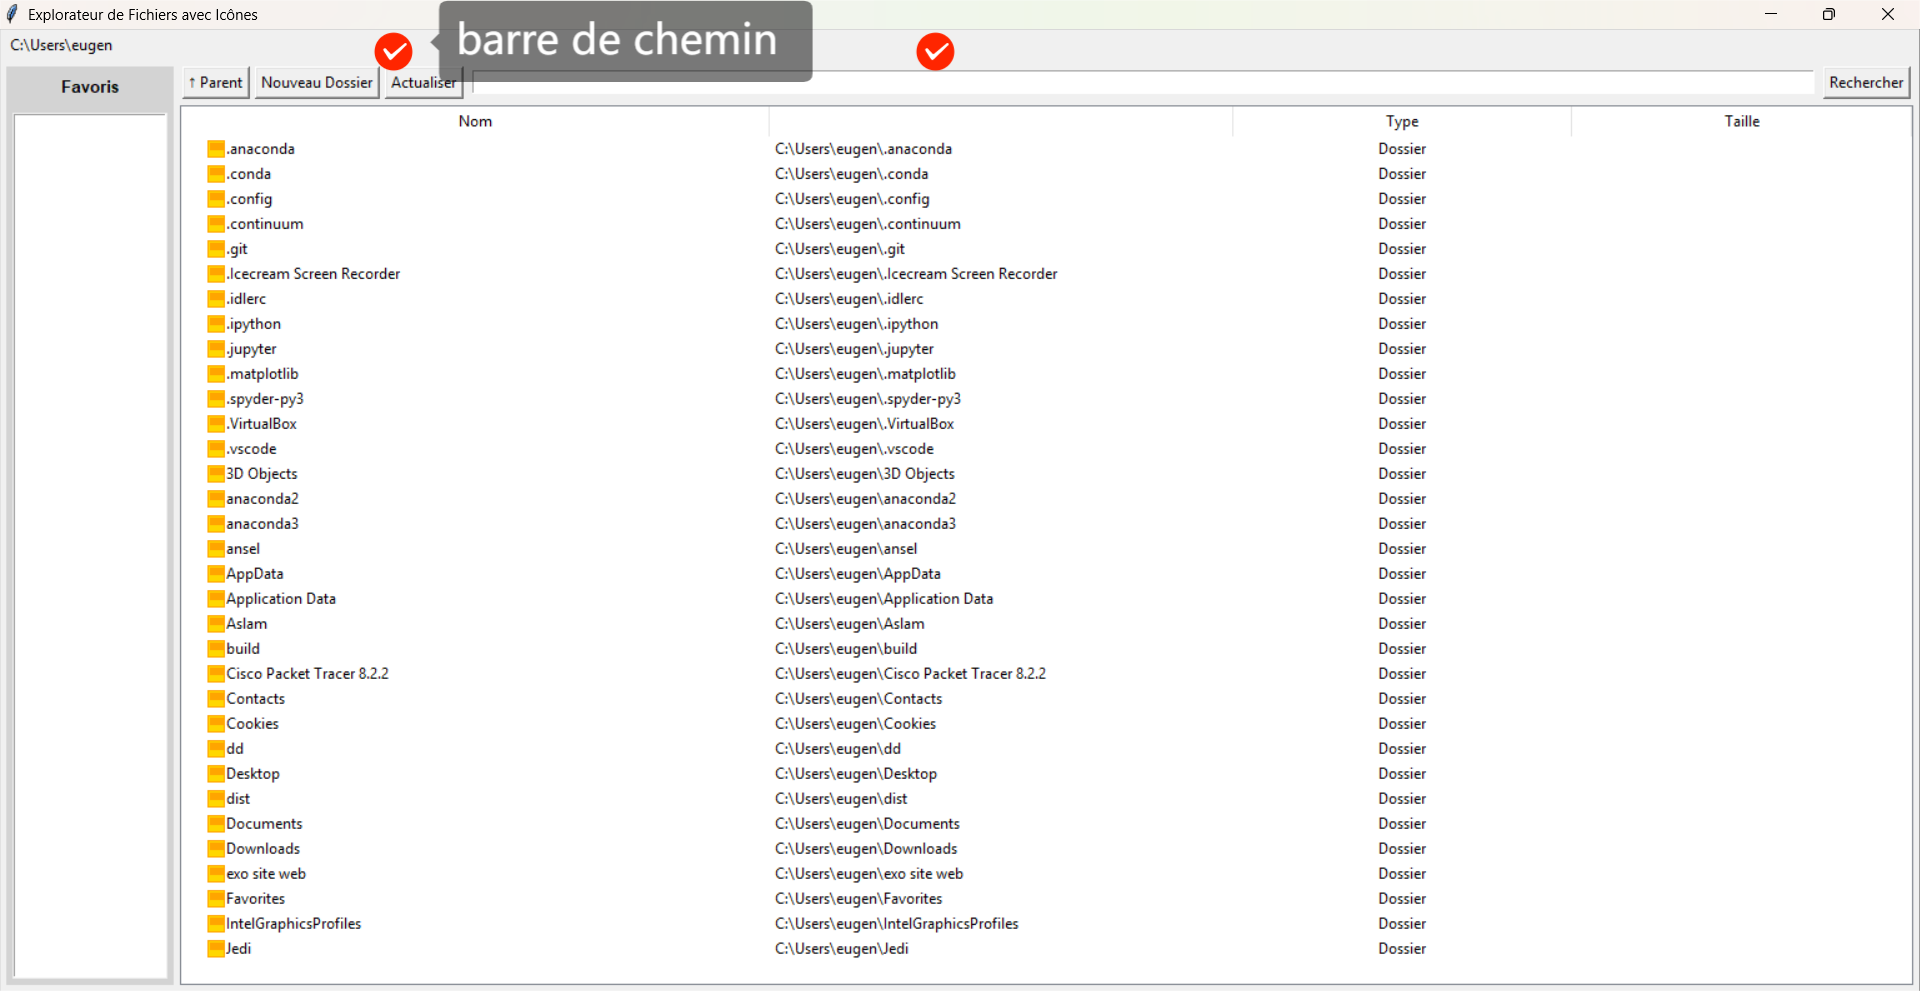 Explorateur de Fichiers avec Icônes
C:\Users\eugen
barre de chemin
Favoris
↑ Parent Nouveau Dossier Actualiser Rechercher
Nom Type Taille
.anaconda C:\Users\eugen\.anaconda Dossier
.conda C:\Users\eugen\.conda Dossier
.config C:\Users\eugen\.config Dossier
.continuum C:\Users\eugen\.continuum Dossier
.git C:\Users\eugen\.git Dossier
.Icecream Screen Recorder C:\Users\eugen\.Icecream Screen Recorder Dossier
.idlerc C:\Users\eugen\.idlerc Dossier
.ipython C:\Users\eugen\.ipython Dossier
.jupyter C:\Users\eugen\.jupyter Dossier
.matplotlib C:\Users\eugen\.matplotlib Dossier
.spyder-py3 C:\Users\eugen\.spyder-py3 Dossier
.VirtualBox C:\Users\eugen\.VirtualBox Dossier
.vscode C:\Users\eugen\.vscode Dossier
3D Objects C:\Users\eugen\3D Objects Dossier
anaconda2 C:\Users\eugen\anaconda2 Dossier
anaconda3 C:\Users\eugen\anaconda3 Dossier
ansel C:\Users\eugen\ansel Dossier
AppData C:\Users\eugen\AppData Dossier
Application Data C:\Users\eugen\Application Data Dossier
Aslam C:\Users\eugen\Aslam Dossier
build C:\Users\eugen\build Dossier
Cisco Packet Tracer 8.2.2 C:\Users\eugen\Cisco Packet Tracer 8.2.2 Dossier
Contacts C:\Users\eugen\Contacts Dossier
Cookies C:\Users\eugen\Cookies Dossier
dd C:\Users\eugen\dd Dossier
Desktop C:\Users\eugen\Desktop Dossier
dist C:\Users\eugen\dist Dossier
Documents C:\Users\eugen\Documents Dossier
Downloads C:\Users\eugen\Downloads Dossier
exo site web C:\Users\eugen\exo site web Dossier
Favorites C:\Users\eugen\Favorites Dossier
IntelGraphicsProfiles C:\Users\eugen\IntelGraphicsProfiles Dossier
Jedi C:\Users\eugen\Jedi Dossier